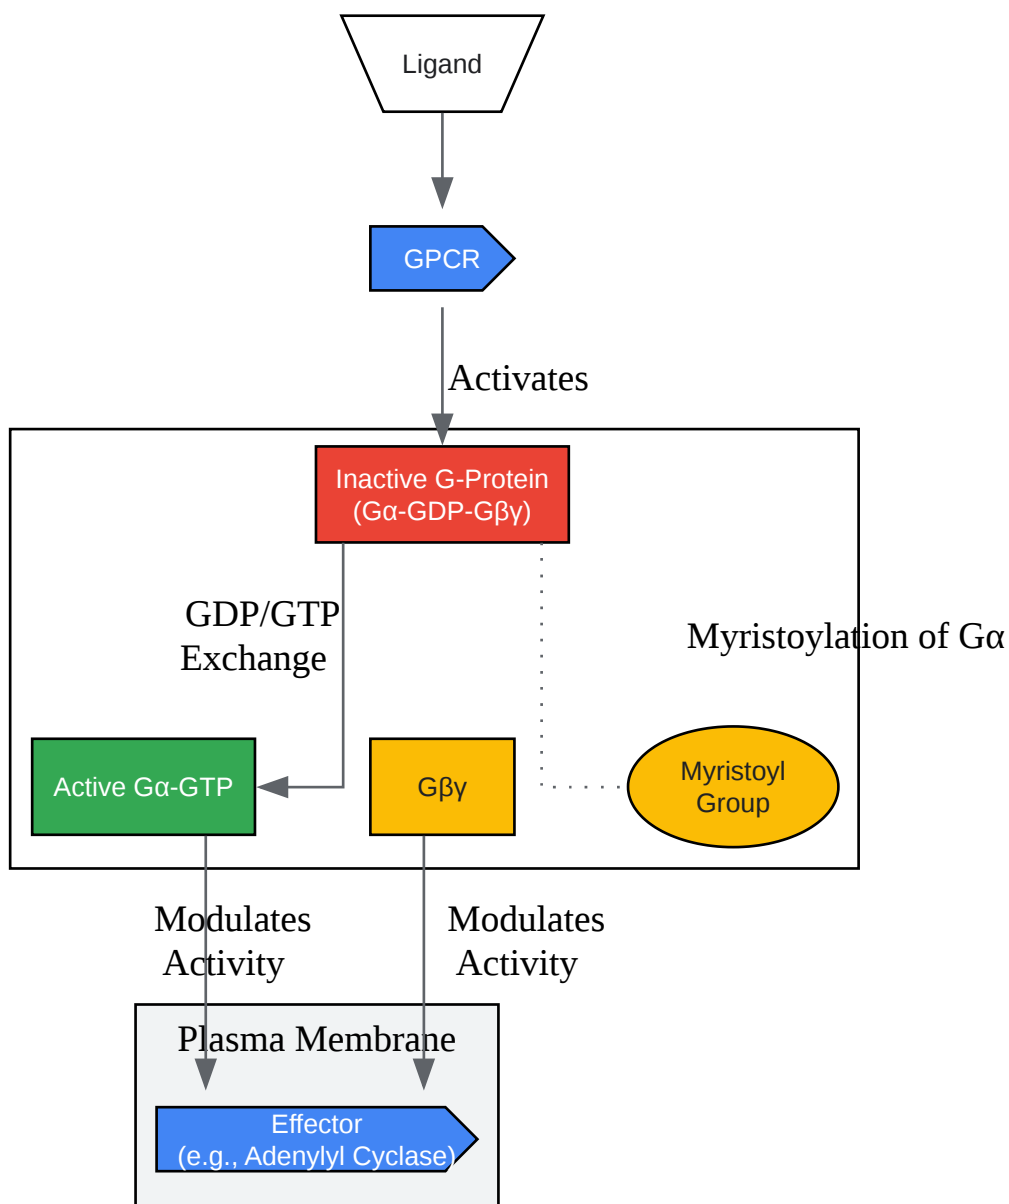 Ligand
GPCR
Activates
Inactive G-Protein
(Gα-GDP-Gβγ)
GDP/GTP
Exchange
Myristoylation of Gα
Active Gα-GTP
Gβγ
Myristoyl
Group
Modulates
Activity
Modulates
Activity
Plasma Membrane
Effector
(e.g., Adenylyl Cyclase)